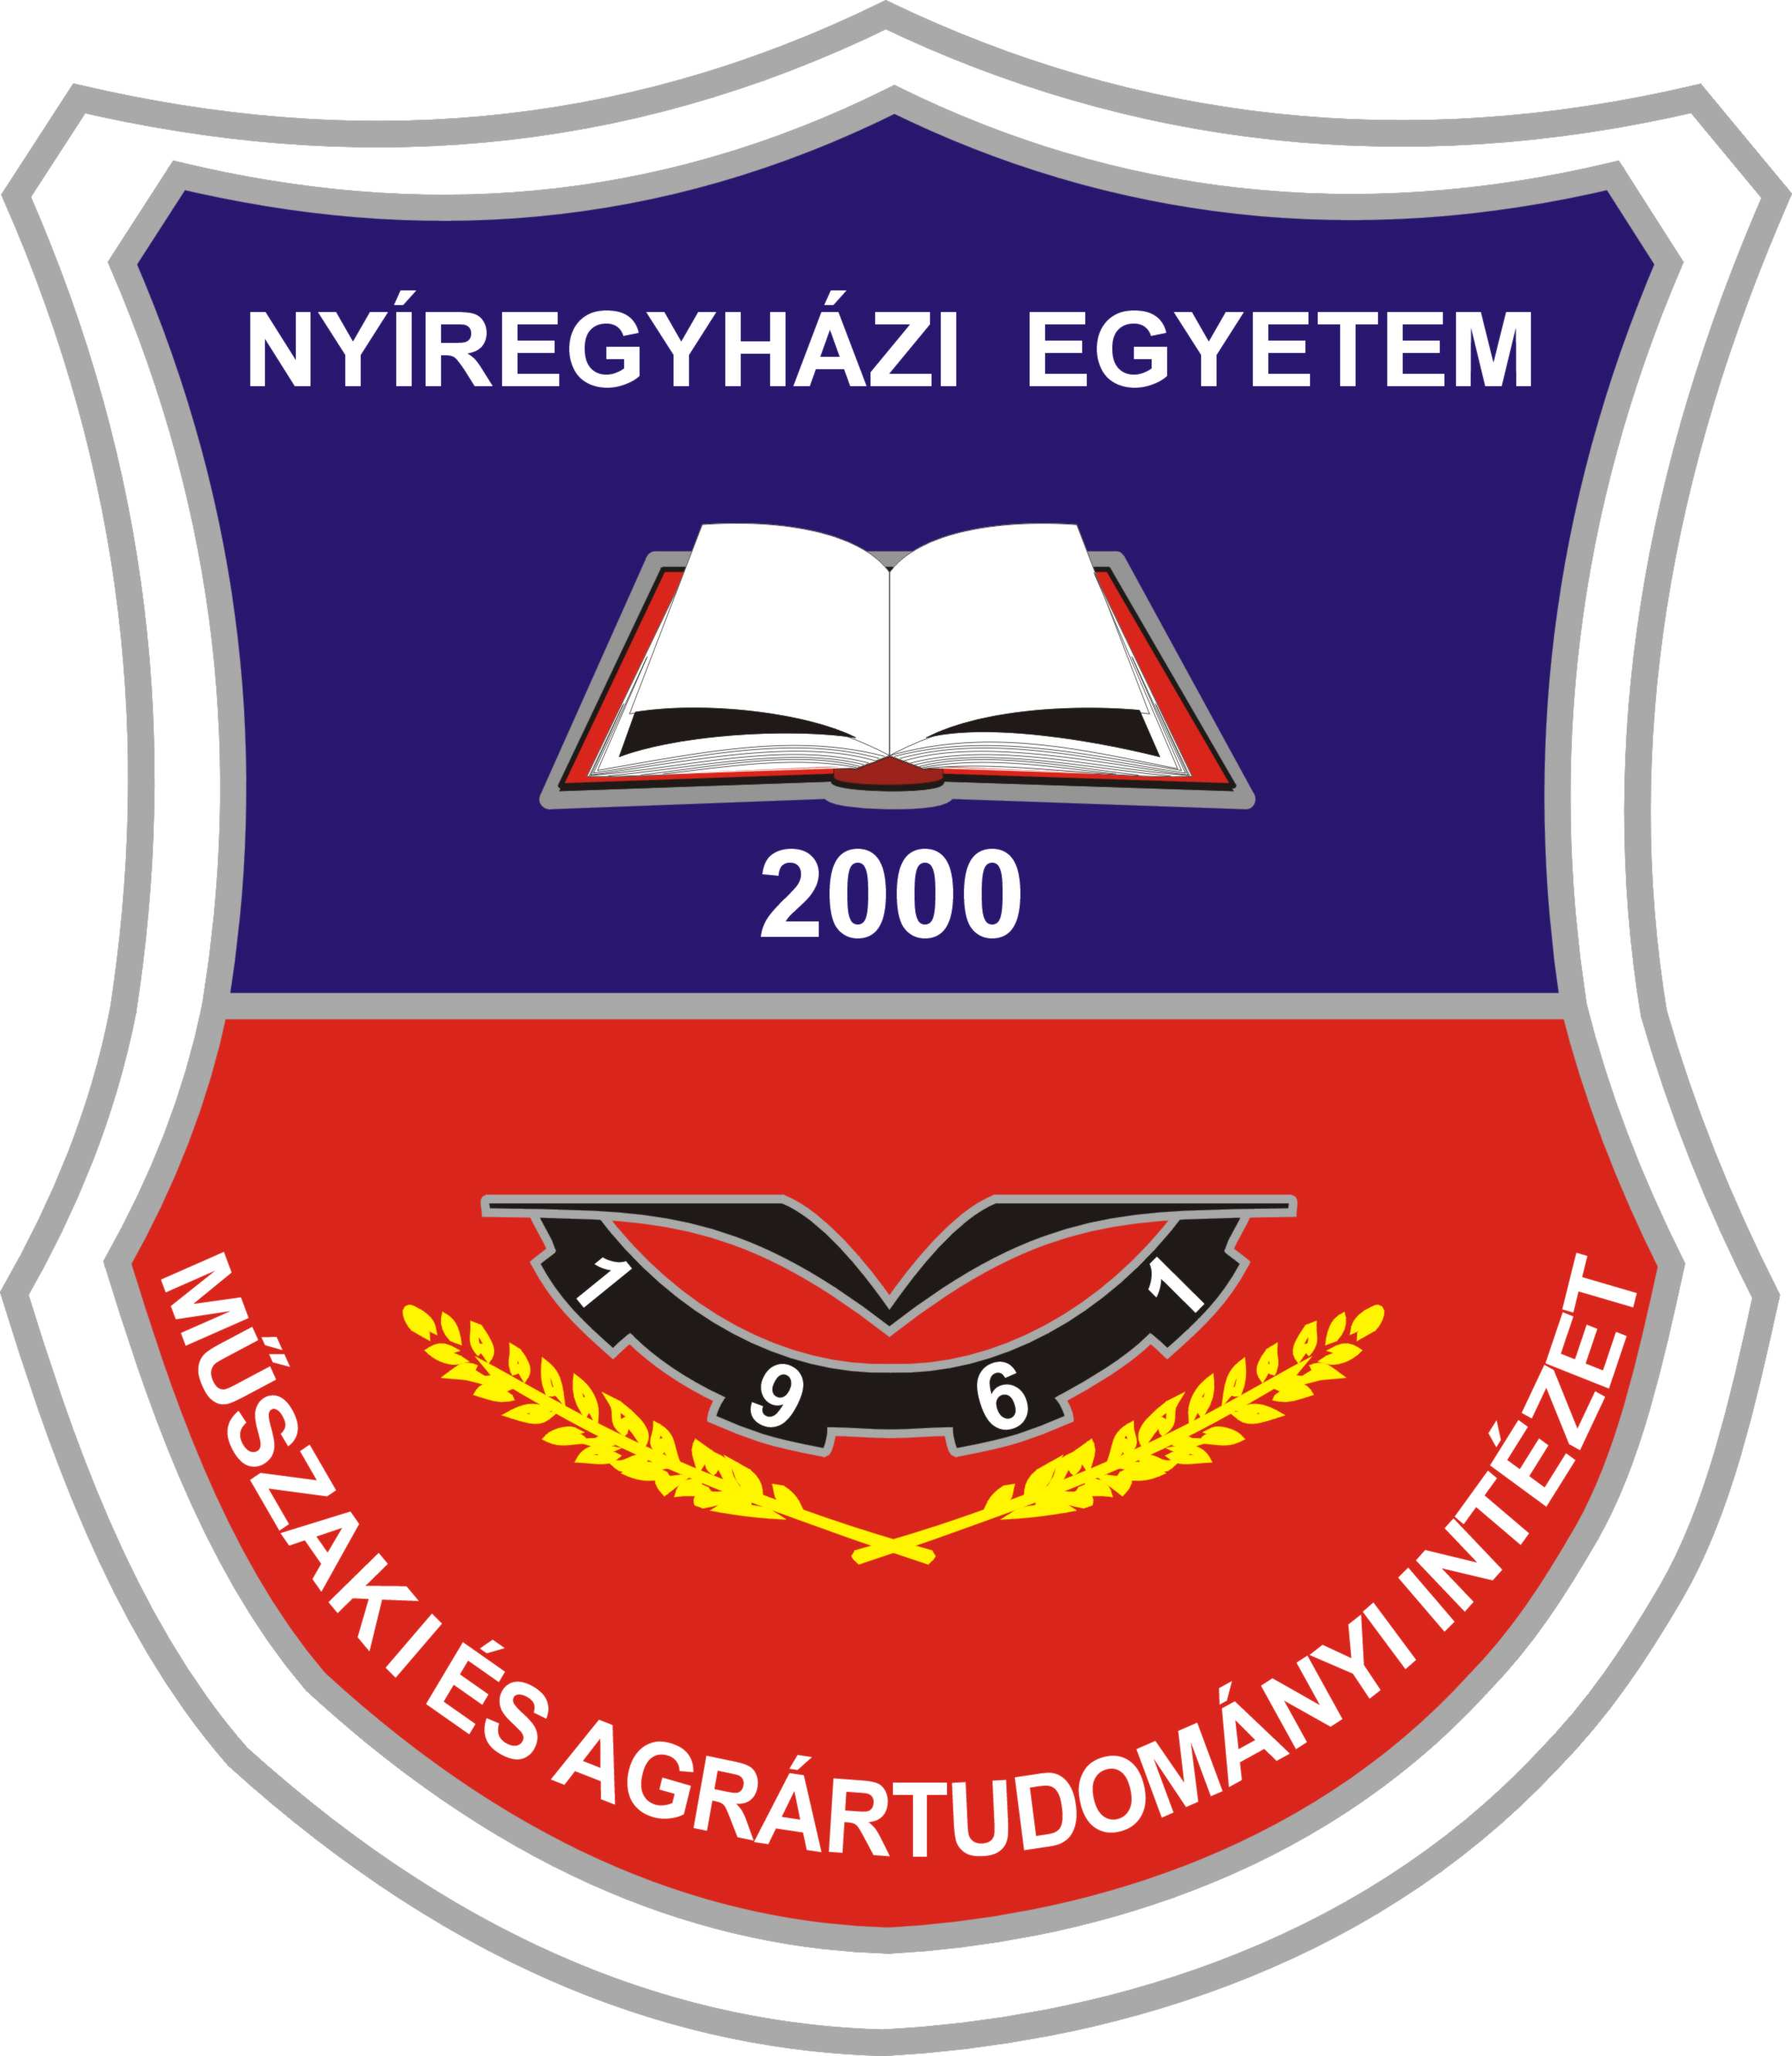 NYÍREGYHÁZI EGYETEM
2000
1961
MŰSZAKI ÉS AGRÁRTUDOMÁNYI INTÉZET